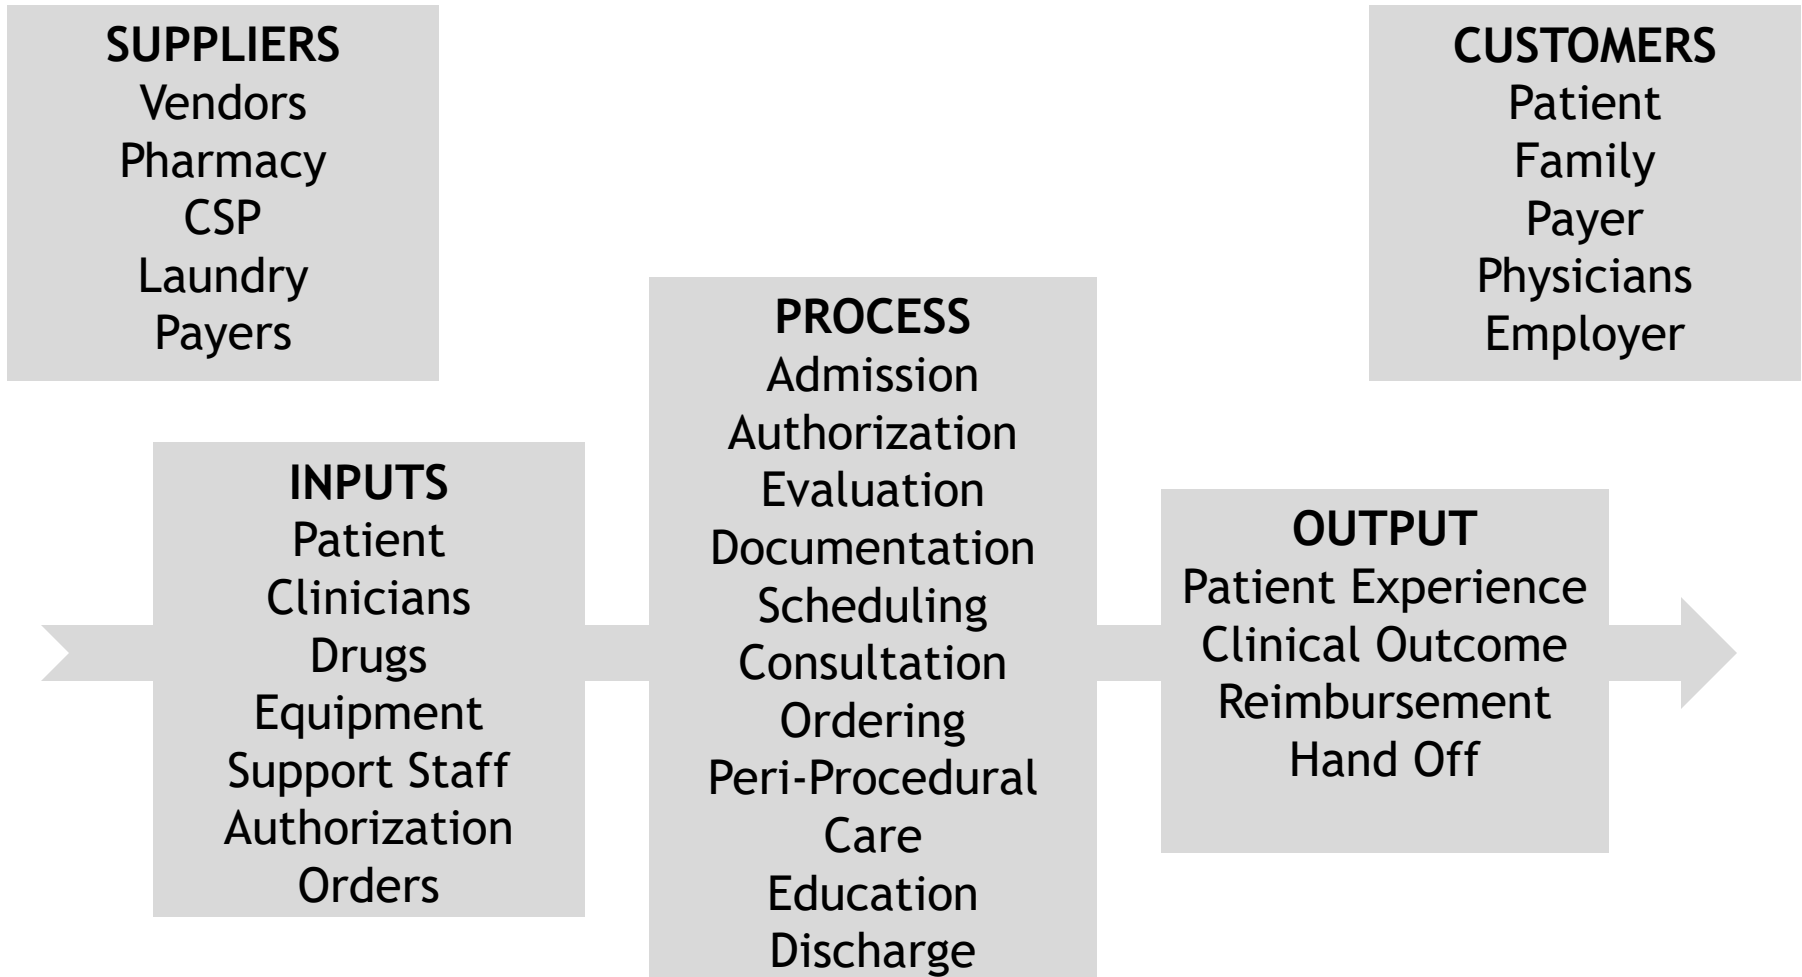 SUPPLIERS
Vendors
Pharmacy
CSP
Laundry
Payers
INPUTS
Patient
Clinicians
Drugs
Equipment
Support Staff
Authorization
Orders
PROCESS
Admission
Authorization
Evaluation
Documentation
Scheduling
Consultation
Ordering
Peri-Procedural
Care
Education
Discharge
OUTPUT
Patient Experience
Clinical Outcome
Reimbursement
Hand Off
CUSTOMERS
Patient
Family
Payer
Physicians
Employer